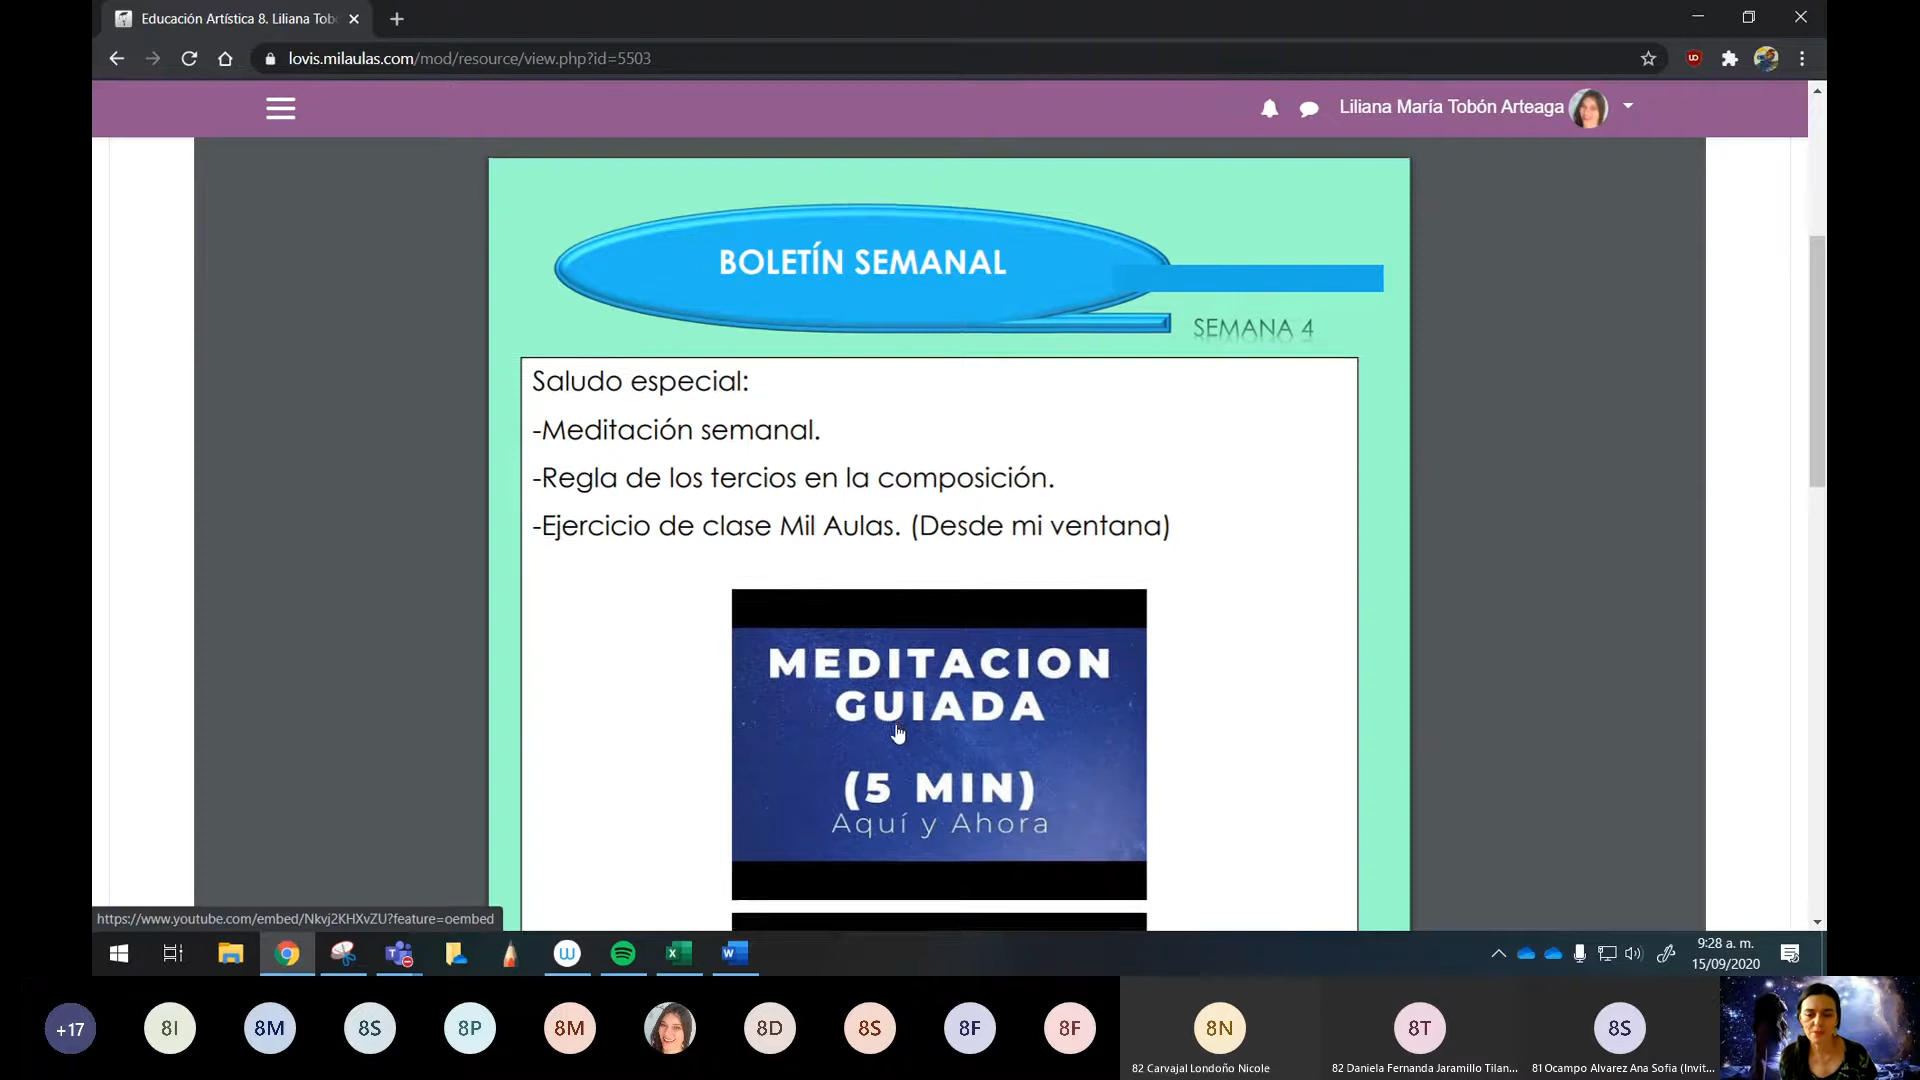 Educación Artística 8. Liliana Tob
lovis.milaulas.com/mod/resource/view.php?id=5503
Liliana María Tobón Arteaga
BOLETÍN SEMANAL
SEMANA 4
Saludo especial:
-Meditación semanal.
-Regla de los tercios en la composición.
-Ejercicio de clase Mil Aulas. (Desde mi ventana)
MEDITACION
GUIADA
(5 MIN)
Aquí y Ahora
https://www.youtube.com/embed/Nkvj2KHXvZU?feature=oembed
9:28 a. m.
15/09/2020
+17
8I
8M
8S
8P
8M
8D
8S
8F
8F
8N
8T
8S
82 Carvajal Londoño Nicole
82 Daniela Fernanda Jaramillo Tilan...
81 Ocampo Alvarez Ana Sofia (Invit...